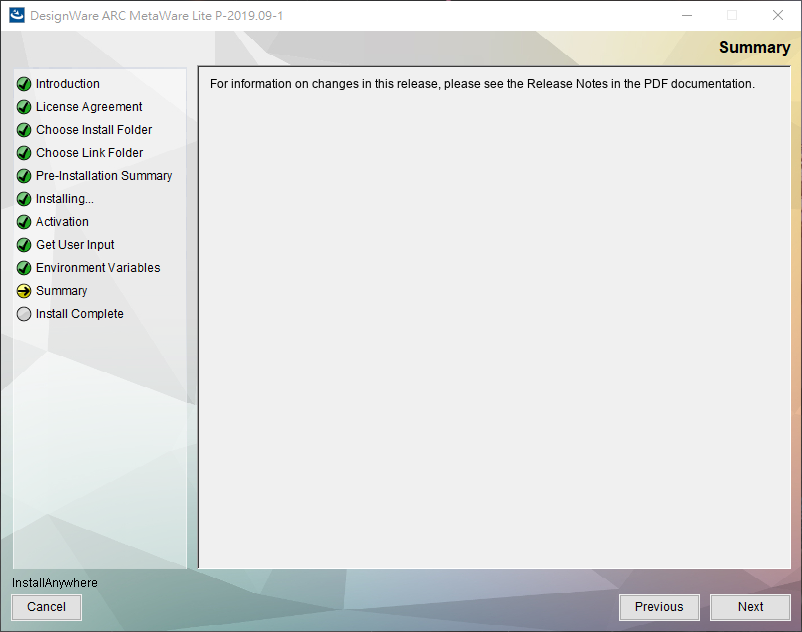 DesignWare ARC MetaWare Lite P-2019.09-1
Summary
Introduction
License Agreement
Choose Install Folder
Choose Link Folder
Pre-Installation Summary
Installing...
Activation
Get User Input
Environment Variables
Summary
Install Complete
For information on changes in this release, please see the Release Notes in the PDF documentation.
InstallAnywhere
Cancel
Previous
Next